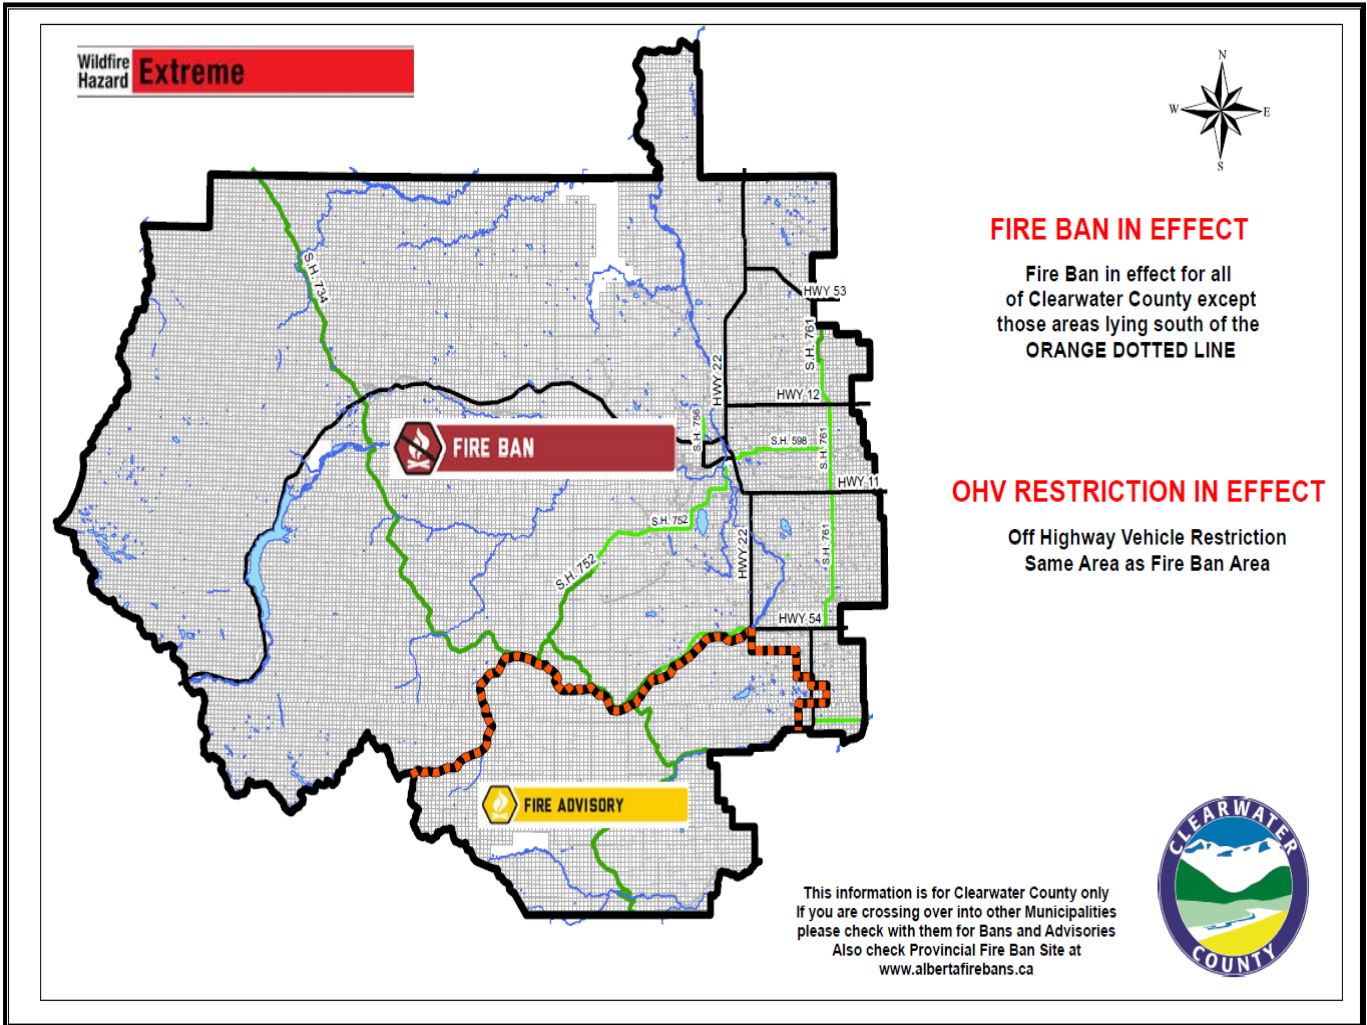 Wildfire
Hazard
Extreme
N
W
E
S
FIRE BAN IN EFFECT
Fire Ban in effect for all
of Clearwater County except
those areas lying south of the
ORANGE DOTTED LINE
OHV RESTRICTION IN EFFECT
Off Highway Vehicle Restriction
Same Area as Fire Ban Area
S.H. 734
HWY 53
S.H. 761
HWY 22
HWY 12
S.H. 756
FIRE BAN
S.H. 598
S.H. 761
HWY 11
S.H. 752
S.H. 752
HWY 22
S.H. 761
HWY 54
FIRE ADVISORY
This information is for Clearwater County only
If you are crossing over into other Municipalities
please check with them for Bans and Advisories
Also check Provincial Fire Ban Site at
www.albertafirebans.ca
CLEARWATER
COUNTY